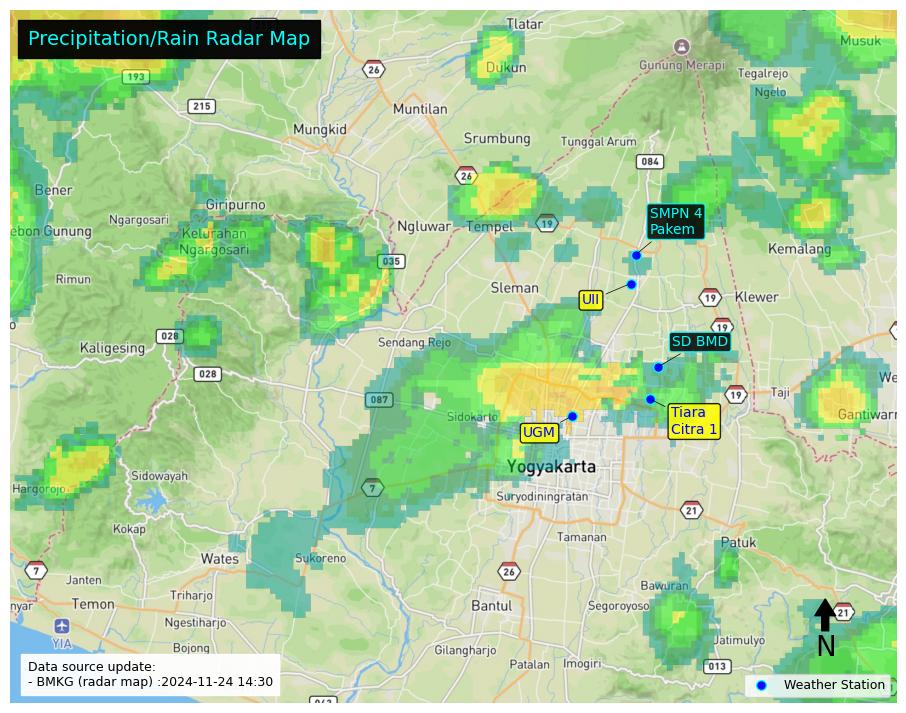 Precipitation/Rain Radar Map
Tlatar
26
Dukun
Gunung Merapi
Musuk
Tegalrejo
Ngelo
193
215
Muntilan
Mungkid
Srumbung
Tunggal Arum
084
26
Bener
Giripurno
Ngargosari
Kelurahan
Ngargosari
ebon Gunung
Ngluwar
Tempel
19
SMPN 4
Pakem
Kemalang
035
Rimun
Sleman
UII
19
Klewer
19
028
Kaligesing
Sendang Rejo
SD BMD
028
087
Sidokarto
19
Taji
We
Gantiwarn
Tiara
Citra 1
UGM
Yogyakarta
Hargorojo
Sidowayah
7
Suryodiningratan
21
Kokap
Tamanan
Patuk
Wates
Sukoreno
7
26
Janten
Bawuran
Triharjo
nyar
Temon
Bantul
Segoroyoso
21
YIA
Ngestiharjo
Jatimulyo
N
Bojong
Gilangharjo
Patalan
Imogiri
013
Data source update:
- BMKG (radar map) :2024-11-24 14:30
Weather Station